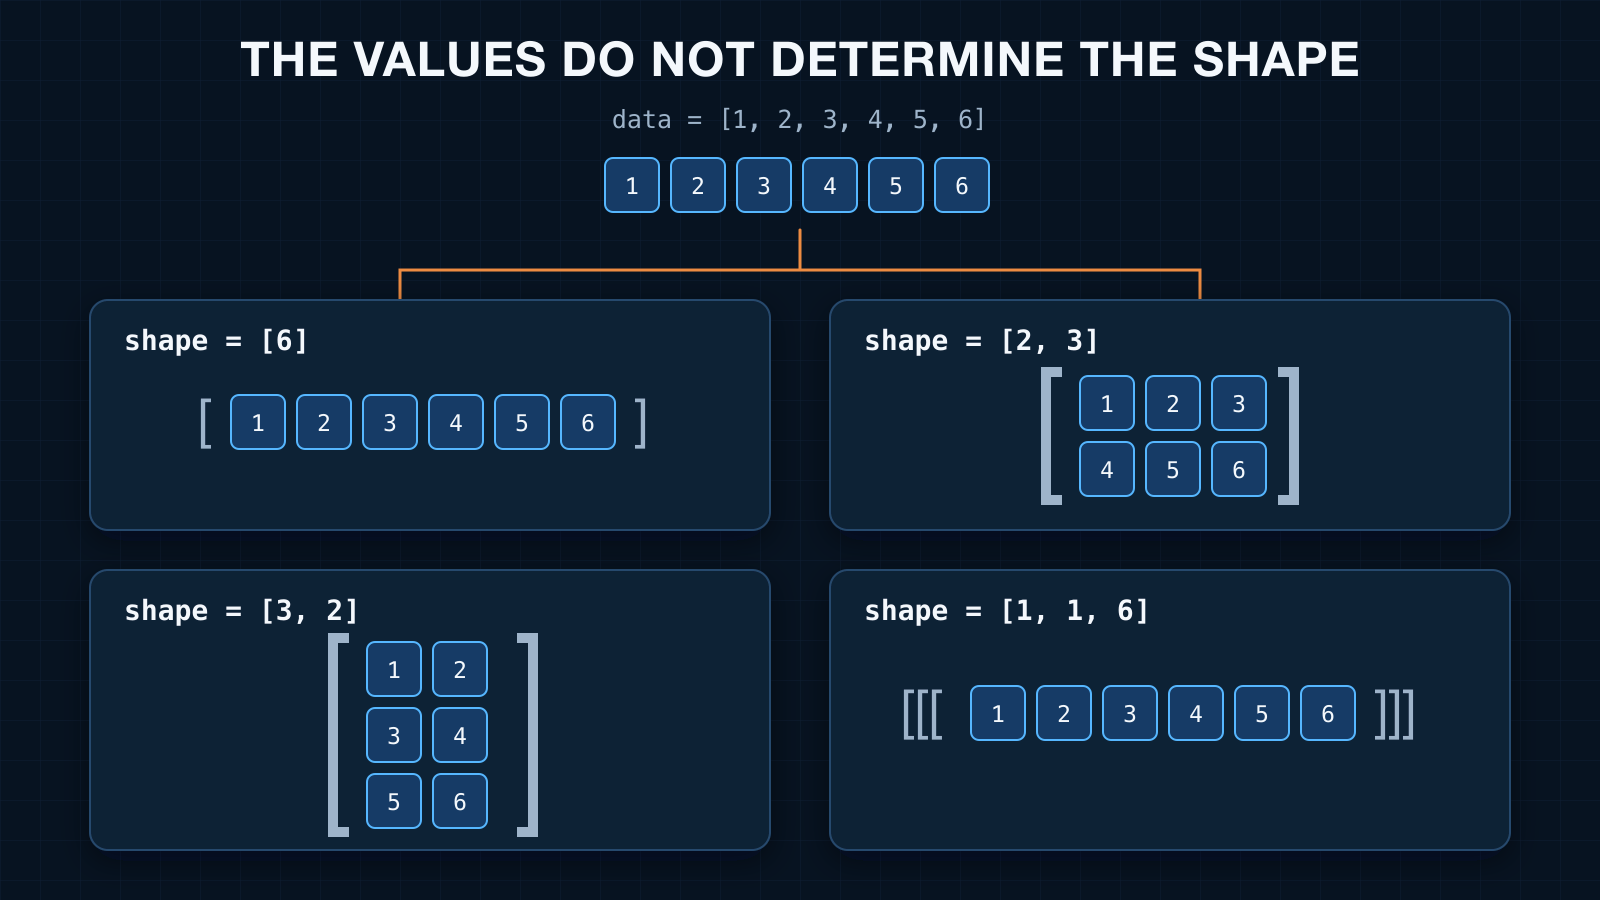 THE VALUES DO NOT DETERMINE THE SHAPE
data = [1, 2, 3, 4, 5, 6]
1 2 3 4 5 6
shape = [6]
[ 1 2 3 4 5 6 ]
shape = [2, 3]
[ 1 2 3
4 5 6 ]
shape = [3, 2]
[ 1 2
3 4
5 6 ]
shape = [1, 1, 6]
[[[ 1 2 3 4 5 6 ]]]